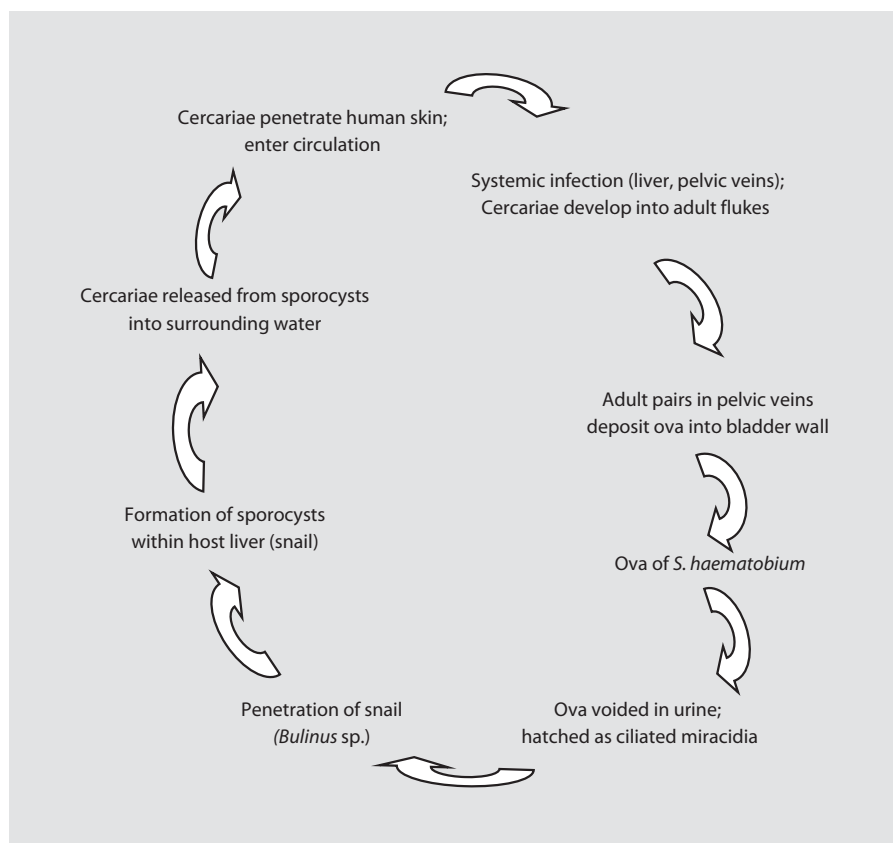 Cercariae penetrate human skin;
enter circulation
Systemic infection (liver, pelvic veins);
Cercariae develop into adult flukes
Adult pairs in pelvic veins
deposit ova into bladder wall
Ova of S. haematobium
Ova voided in urine;
hatched as ciliated miracidia
Penetration of snail
(Bulinus sp.)
Formation of sporocysts
within host liver (snail)
Cercariae released from sporocysts
into surrounding water